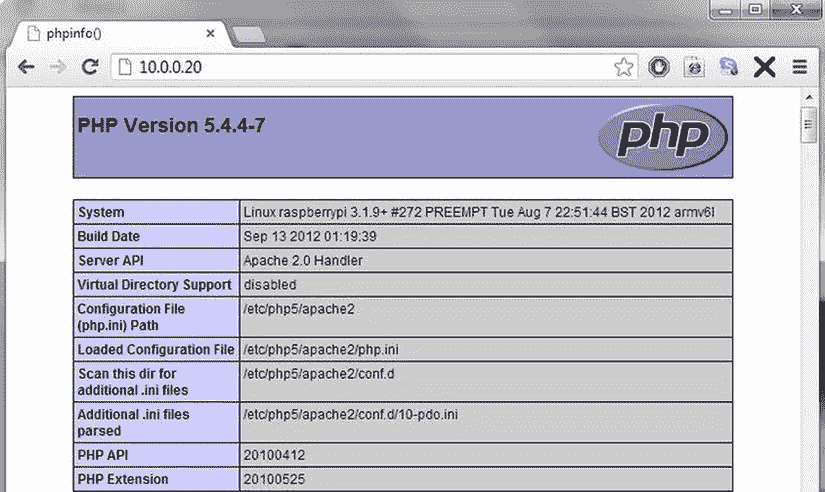 phpinfo()
10.0.0.20
PHP Version 5.4.4-7
php
System Linux raspberrypi 3.1.9+ #272 PREEMPT Tue Aug 7 22:51:44 BST 2012 armv6l
Build Date Sep 13 2012 01:19:39
Server API Apache 2.0 Handler
Virtual Directory Support disabled
Configuration File /etc/php5/apache2
(php.ini) Path
Loaded Configuration File /etc/php5/apache2/php.ini
Scan this dir for /etc/php5/apache2/conf.d
additional .ini files
Additional .ini files /etc/php5/apache2/conf.d/10-pdo.ini
parsed
PHP API 20100412
PHP Extension 20100525